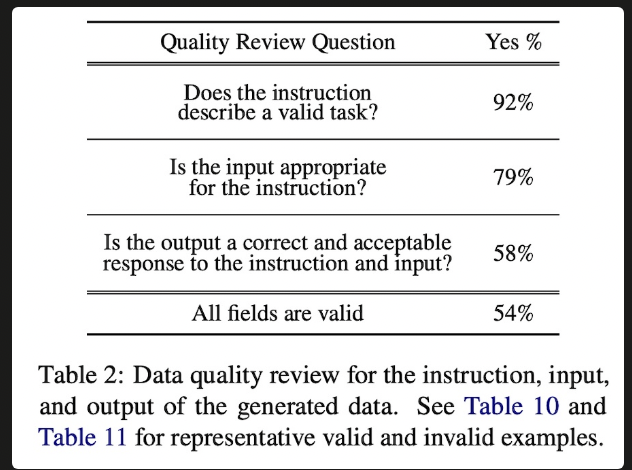 Quality Review Question Yes %
Does the instruction
describe a valid task? 92%
Is the input appropriate
for the instruction? 79%
Is the output a correct and acceptable
response to the instruction and input? 58%
All fields are valid 54%
Table 2: Data quality review for the instruction, input,
and output of the generated data. See Table 10 and
Table 11 for representative valid and invalid examples.